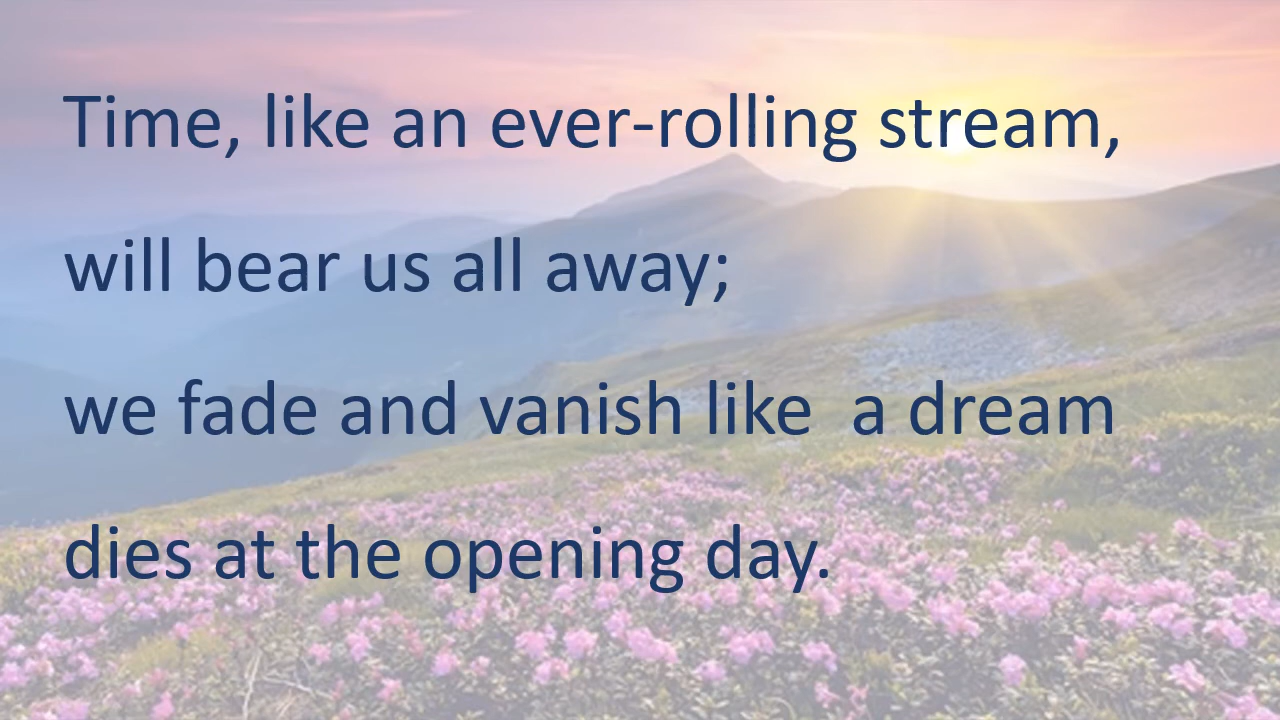 Time, like an ever-rolling stream,
will bear us all away;
we fade and vanish like  a dream
dies at the opening day.